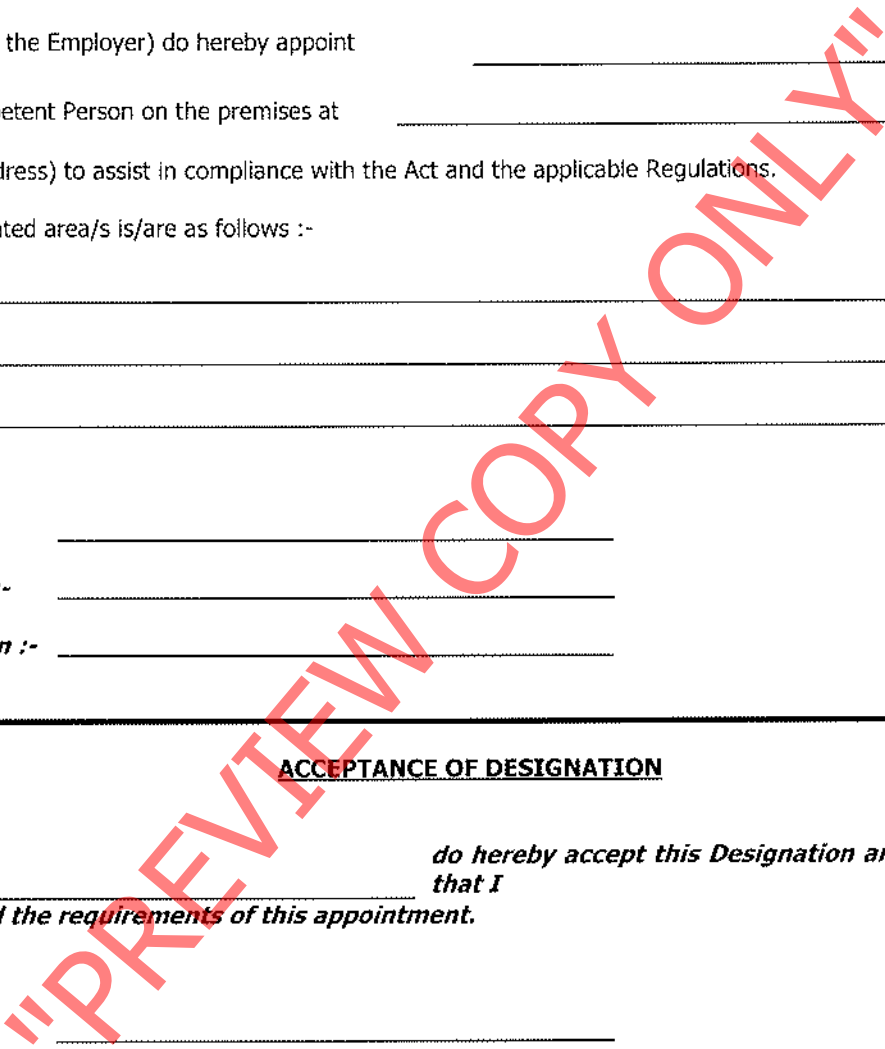 the Employer) do hereby appoint
etent Person on the premises at
dress) to assist in compliance with the Act and the applicable Regulations.
ated area/s is/are as follows :-
:-
n :-
ACCEPTANCE OF DESIGNATION
do hereby accept this Designation an
that I
d the requirements of this appointment.
"PREVIEW COPY ONLY"